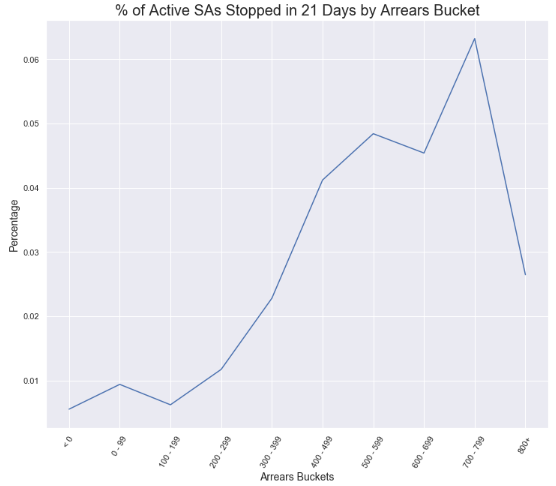 % of Active SAs Stopped in 21 Days by Arrears Bucket
0.06
0.05
0.04
0.03
0.02
0.01
Percentage
< 0
0 - 99
100 - 199
200 - 299
300 - 399
400 - 499
500 - 599
600 - 699
700 - 799
800+
Arrears Buckets